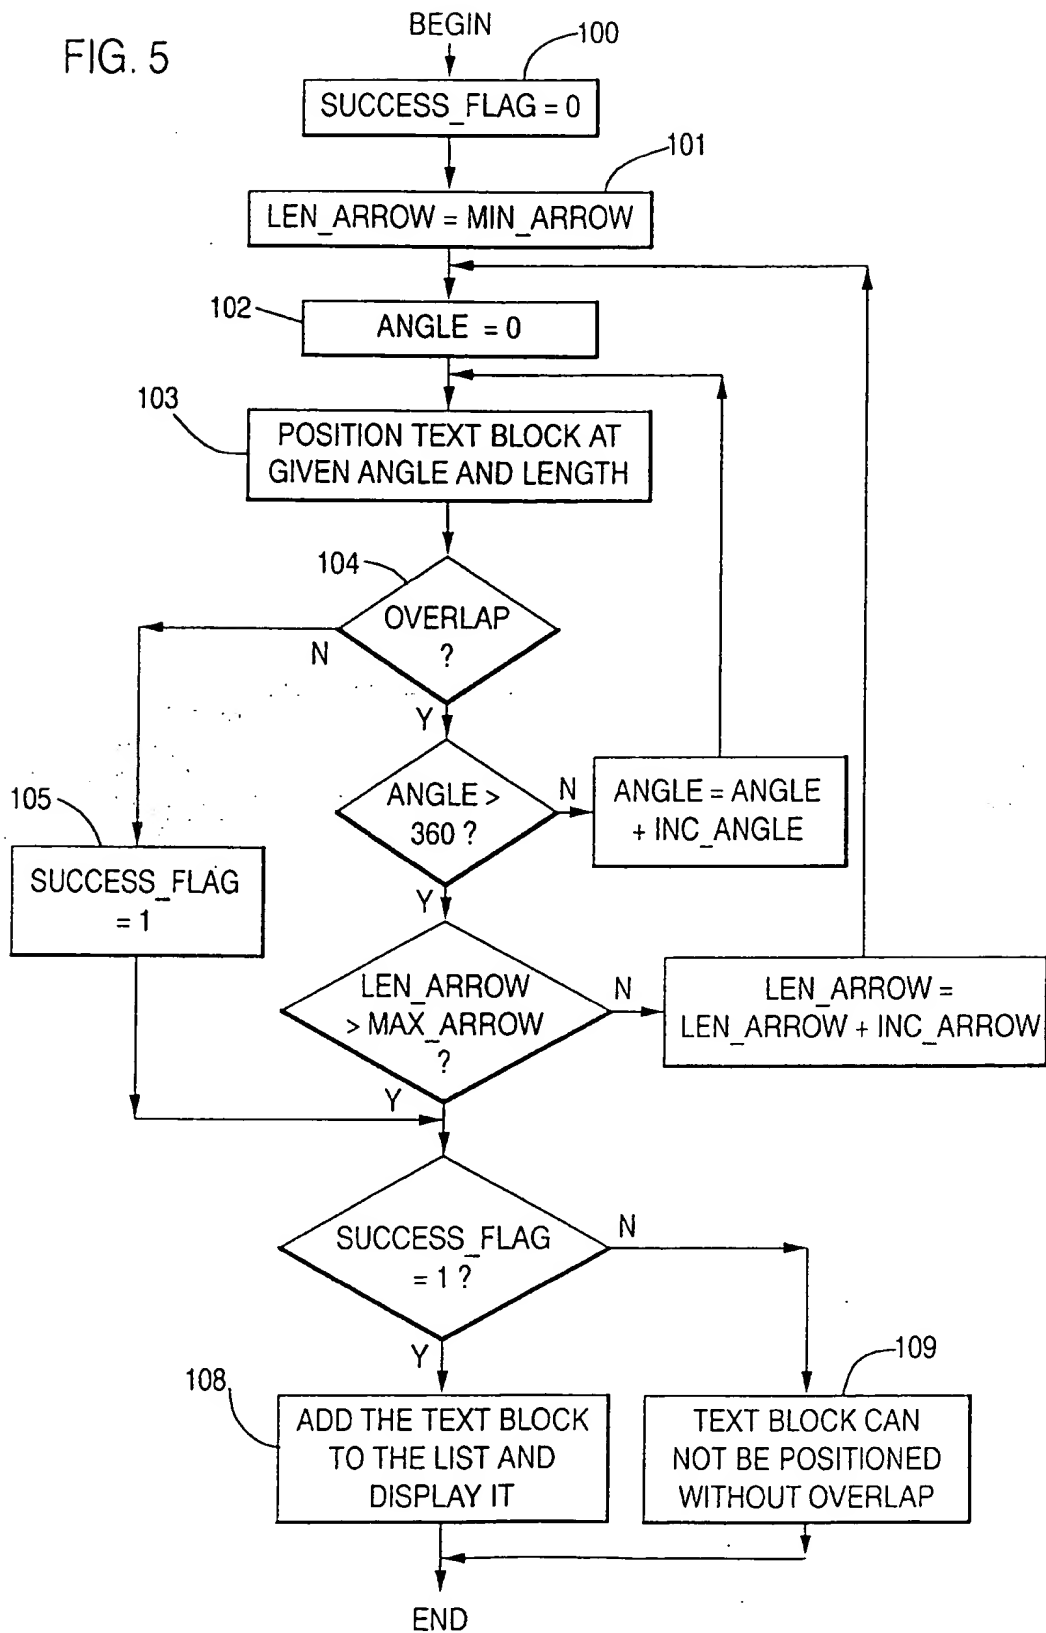 FIG. 5
BEGIN
100
SUCCESS_FLAG = 0
101
LEN_ARROW = MIN_ARROW
102
ANGLE = 0
103
POSITION TEXT BLOCK AT
GIVEN ANGLE AND LENGTH
104
OVERLAP
?
N
Y
ANGLE >
360 ?
N
ANGLE = ANGLE
+ INC_ANGLE
105
SUCCESS_FLAG
= 1
Y
LEN_ARROW
> MAX_ARROW
?
N
LEN_ARROW =
LEN_ARROW + INC_ARROW
Y
SUCCESS_FLAG
= 1 ?
N
Y
108
ADD THE TEXT BLOCK
TO THE LIST AND
DISPLAY IT
109
TEXT BLOCK CAN
NOT BE POSITIONED
WITHOUT OVERLAP
END